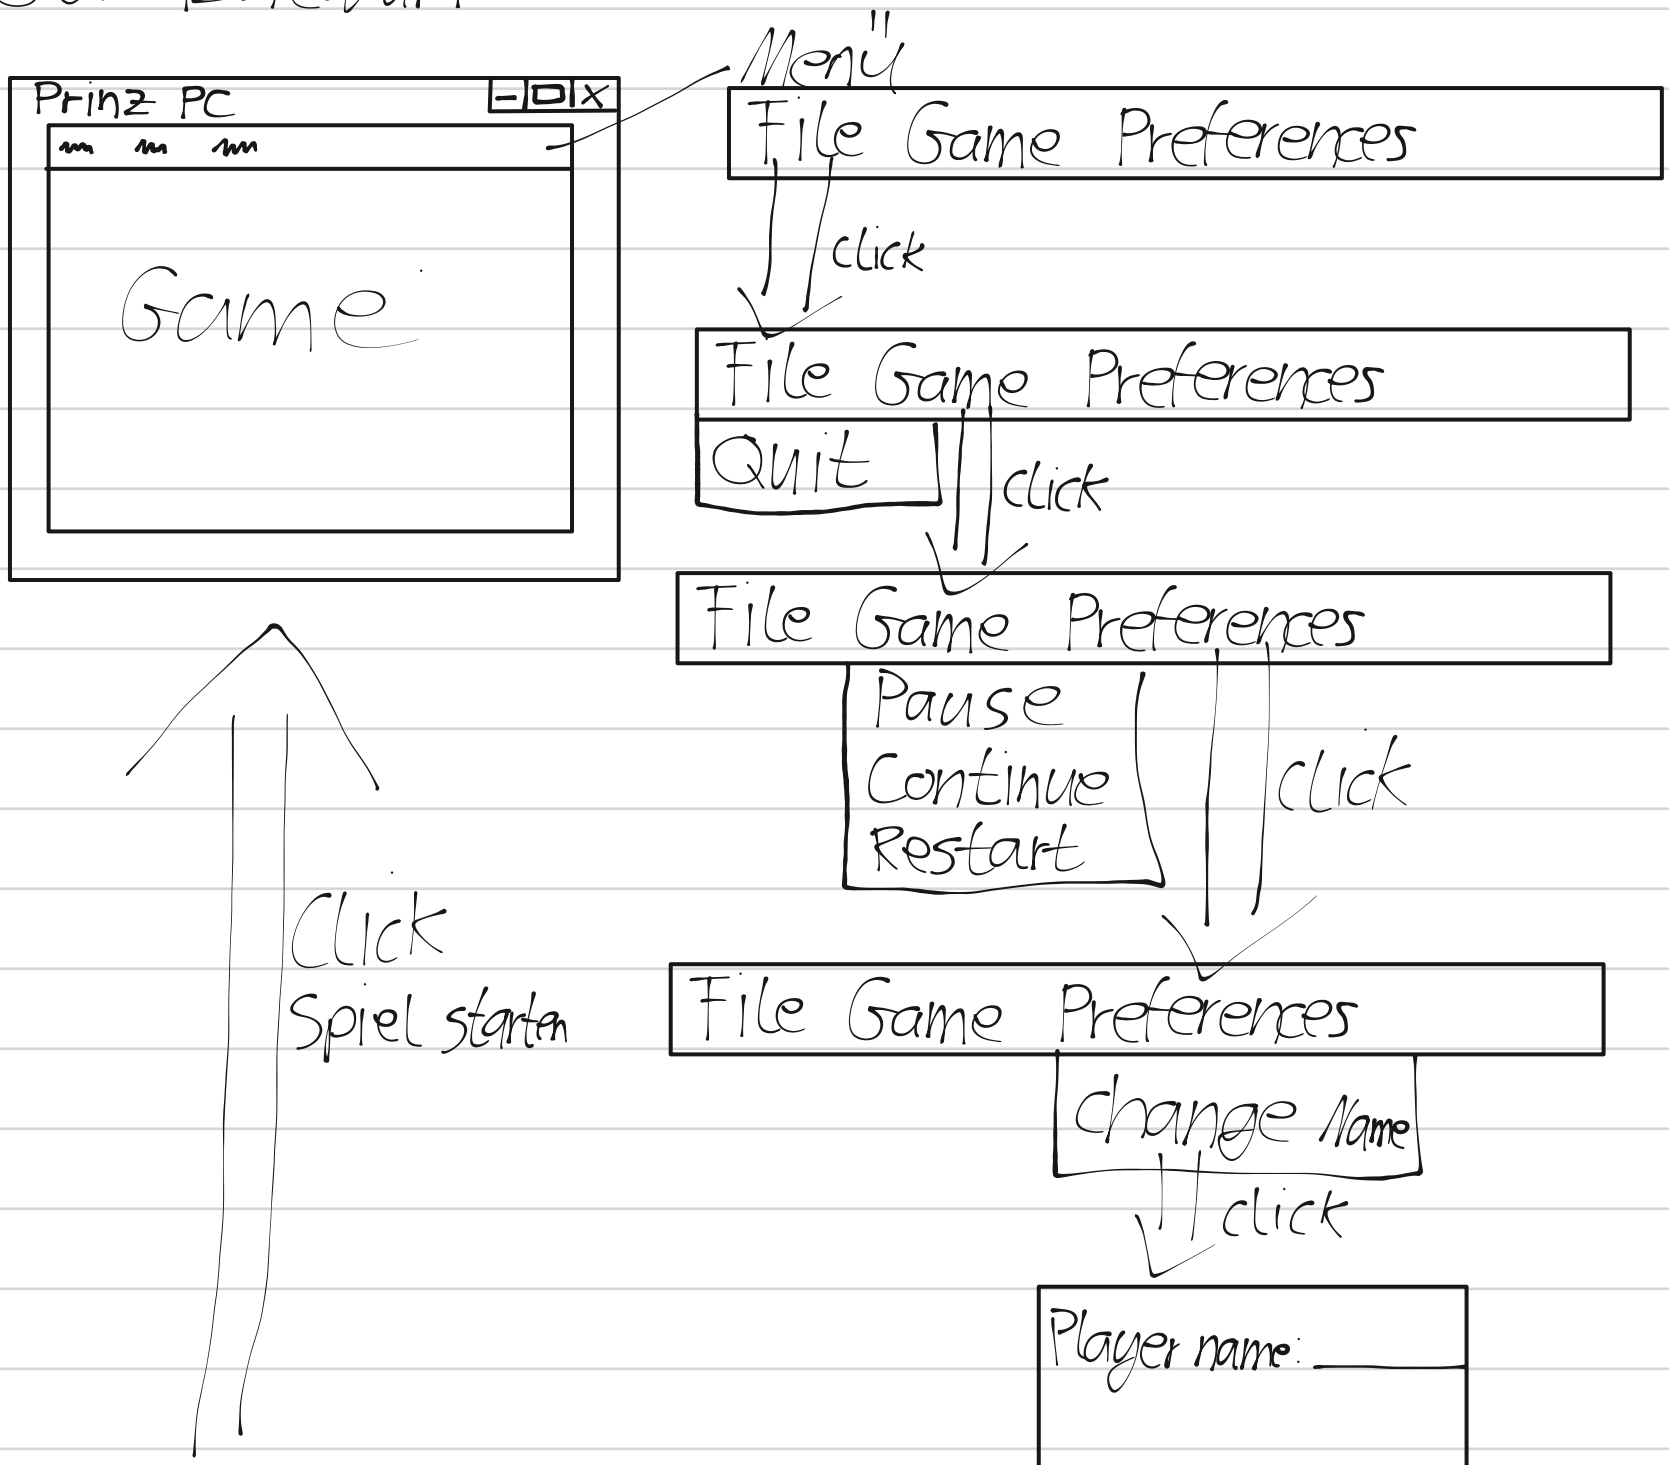 Menü
Prinz PC
File Game Preferences
click
Game
File Game Preferences
Quit
click
File Game Preferences
Pause
Continue
Restart
click
Click
Spiel starten
File Game Preferences
Change Name
click
Player name: